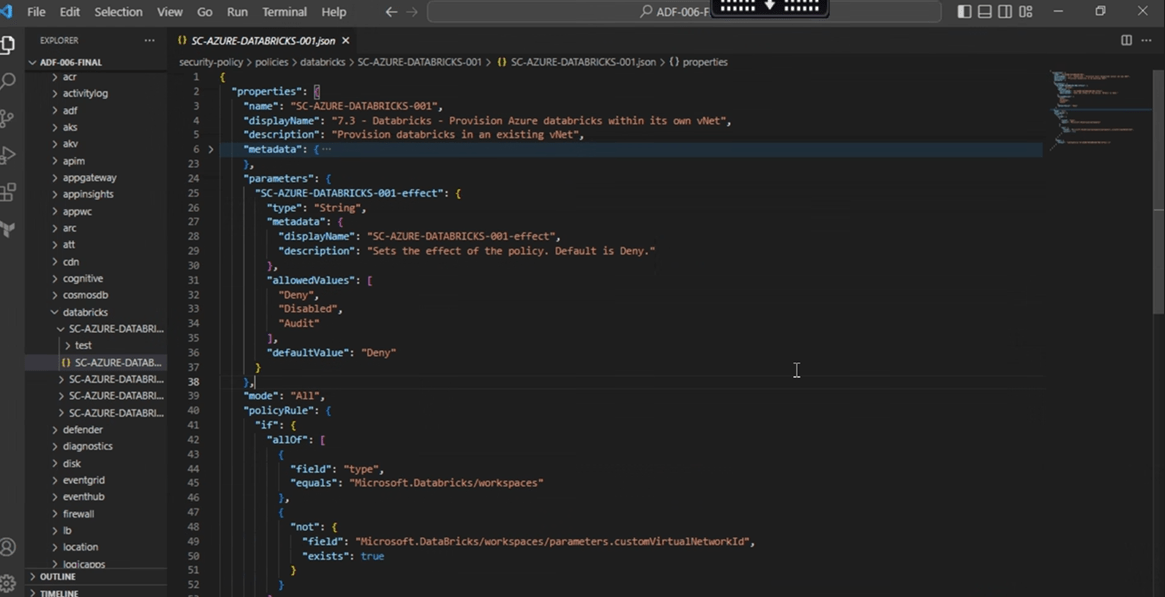 File Edit Selection View Go Run Terminal Help
ADF-006-F
EXPLORER
ADF-006-FINAL
acr
activitylog
adf
aks
akv
apim
appgateway
appinsights
appwc
arc
att
cdn
cognitive
cosmosdb
databricks
SC-AZURE-DATABRI...
test
{} SC-AZURE-DATAB...
SC-AZURE-DATABRI...
SC-AZURE-DATABRI...
SC-AZURE-DATABRI...
defender
diagnostics
disk
eventgrid
eventhub
firewall
lb
location
logicapps
OUTLINE
TIMELINE
{} SC-AZURE-DATABRICKS-001.json ×
security-policy > policies > databricks > SC-AZURE-DATABRICKS-001 > {} SC-AZURE-DATABRICKS-001.json > {} properties
1 {
2 "properties": {
3 "name": "SC-AZURE-DATABRICKS-001",
4 "displayName": "7.3 - Databricks - Provision Azure databricks within its own vNet",
5 "description": "Provision databricks in an existing vNet",
6 "metadata": { ...
23 },
24 "parameters": {
25 "SC-AZURE-DATABRICKS-001-effect": {
26 "type": "String",
27 "metadata": {
28 "displayName": "SC-AZURE-DATABRICKS-001-effect",
29 "description": "Sets the effect of the policy. Default is Deny."
30 },
31 "allowedValues": [
32 "Deny",
33 "Disabled",
34 "Audit"
35 ],
36 "defaultValue": "Deny"
37 }
38 },
39 "mode": "All",
40 "policyRule": {
41 "if": {
42 "allOf": [
43 {
44 "field": "type",
45 "equals": "Microsoft.Databricks/workspaces"
46 },
47 {
48 "not": {
49 "field": "Microsoft.DataBricks/workspaces/parameters.customVirtualNetworkId",
50 "exists": true
51 }
52 }